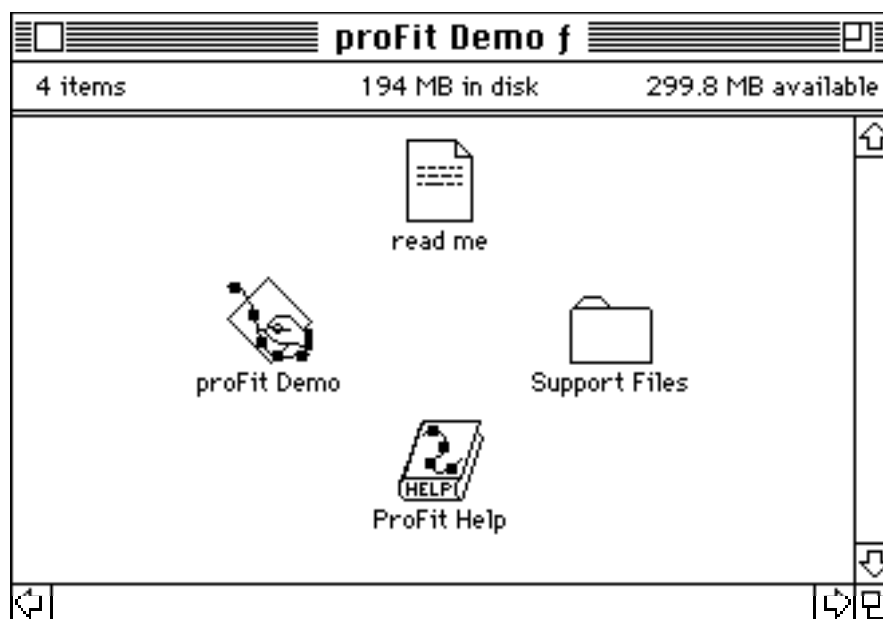 proFit Demo ƒ
4 items 194 MB in disk 299.8 MB available
read me
proFit Demo Support Files
HELP
ProFit Help